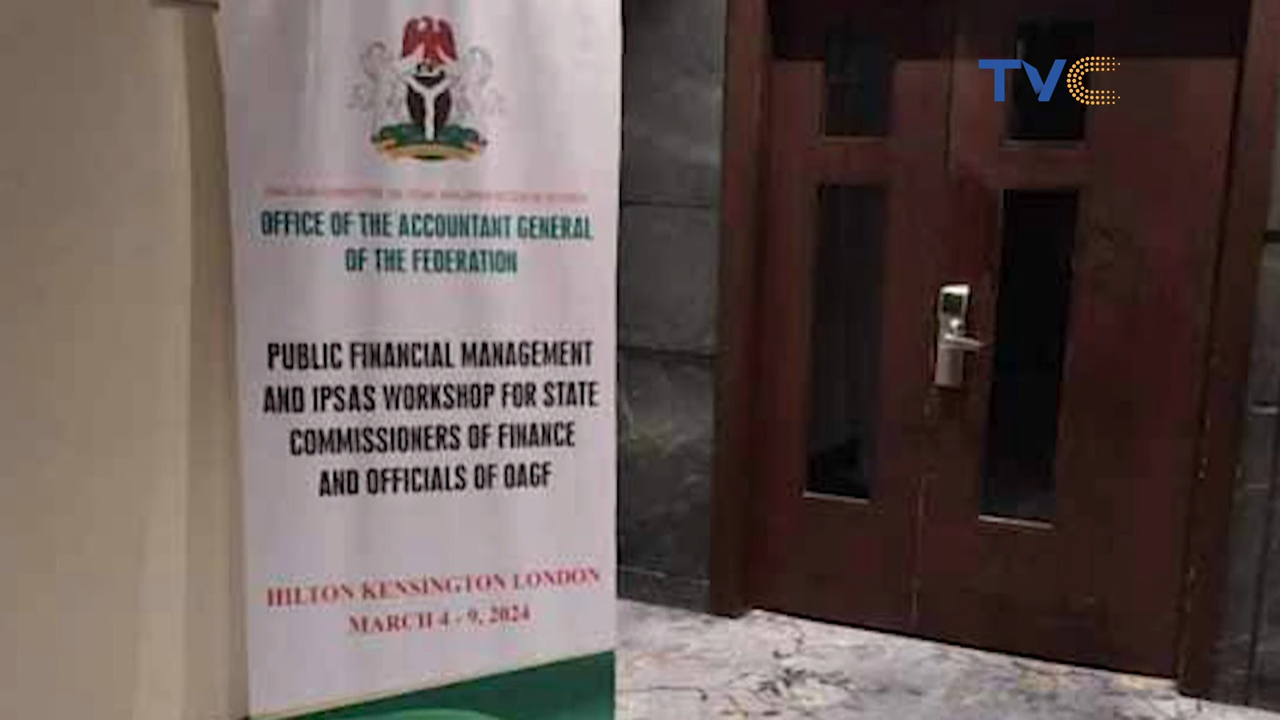 TVC
OFFICE OF THE ACCOUNTANT GENERAL
OF THE FEDERATION
PUBLIC FINANCIAL MANAGEMENT
AND IPSAS WORKSHOP FOR STATE
COMMISSIONERS OF FINANCE
AND OFFICIALS OF OAGF
HILTON KENSINGTON LONDON
MARCH 4 - 9, 2024